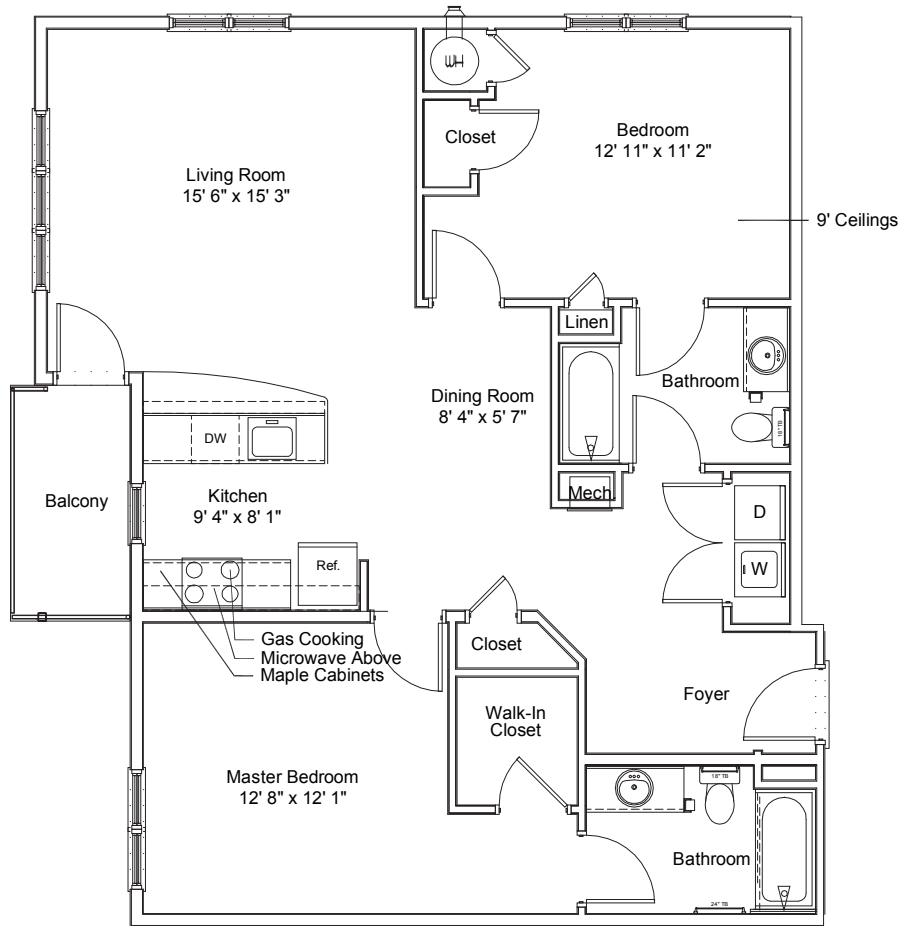 WH
Closet
Bedroom
12' 11" x 11' 2"
Living Room
15' 6" x 15' 3"
9' Ceilings
Linen
Bathroom
18" TB
Dining Room
8' 4" x 5' 7"
DW
Balcony
Kitchen
9' 4" x 8' 1"
Mech.
D
W
Ref.
Gas Cooking
Microwave Above
Maple Cabinets
Closet
Foyer
Walk-In
Closet
Master Bedroom
12' 8" x 12' 1"
18" TB
Bathroom
24" TB